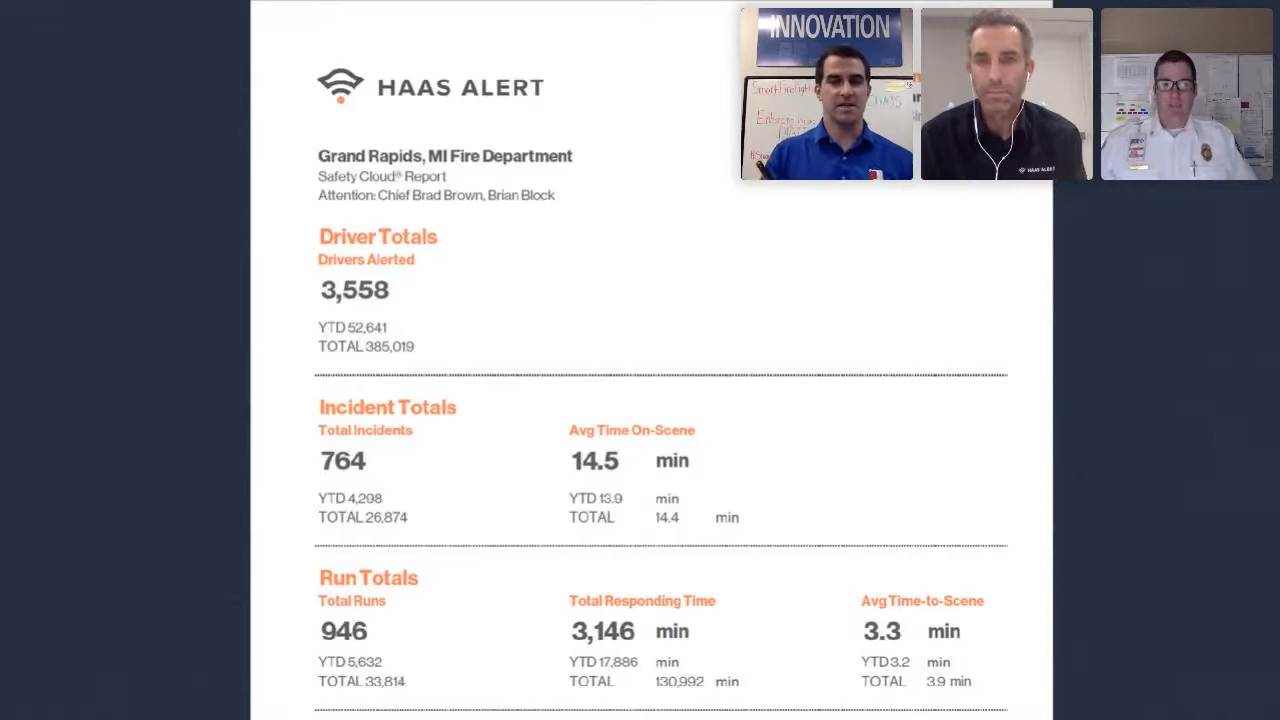 INNOVATION
HAAS ALERT
Grand Rapids, MI Fire Department
Safety Cloud® Report
Attention: Chief Brad Brown, Brian Block
Driver Totals
Drivers Alerted
3,558
YTD 52,641
TOTAL 385,019
Incident Totals
Total Incidents
Avg Time On-Scene
764
14.5 min
YTD 4,298
YTD 13.9 min
TOTAL 26,874
TOTAL 14.4 min
Run Totals
Total Runs
Total Responding Time
Avg Time-to-Scene
946
3,146 min
3.3 min
YTD 5,632
YTD 17,886 min
YTD 3.2 min
TOTAL 33,814
TOTAL 130,992 min
TOTAL 3.9 min
HAAS ALERT